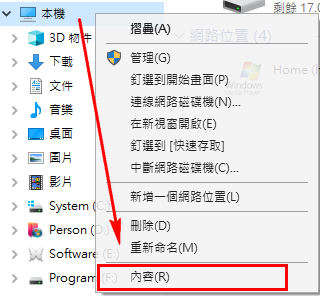 本機
3D 物件
下載
文件
音樂
桌面
圖片
影片
System
Person (D:)
Software (E:)
Program (F:)
摺疊(A)
管理(G)
釘選到開始畫面(P)
連線網路磁碟機(N)...
在新視窗開啟(E)
釘選到 [快速存取]
中斷網路磁碟機(C)...
新增一個網路位置(L)
刪除(D)
重新命名(M)
內容(R)
剩餘 17.0
網路位置 (4)
Home (